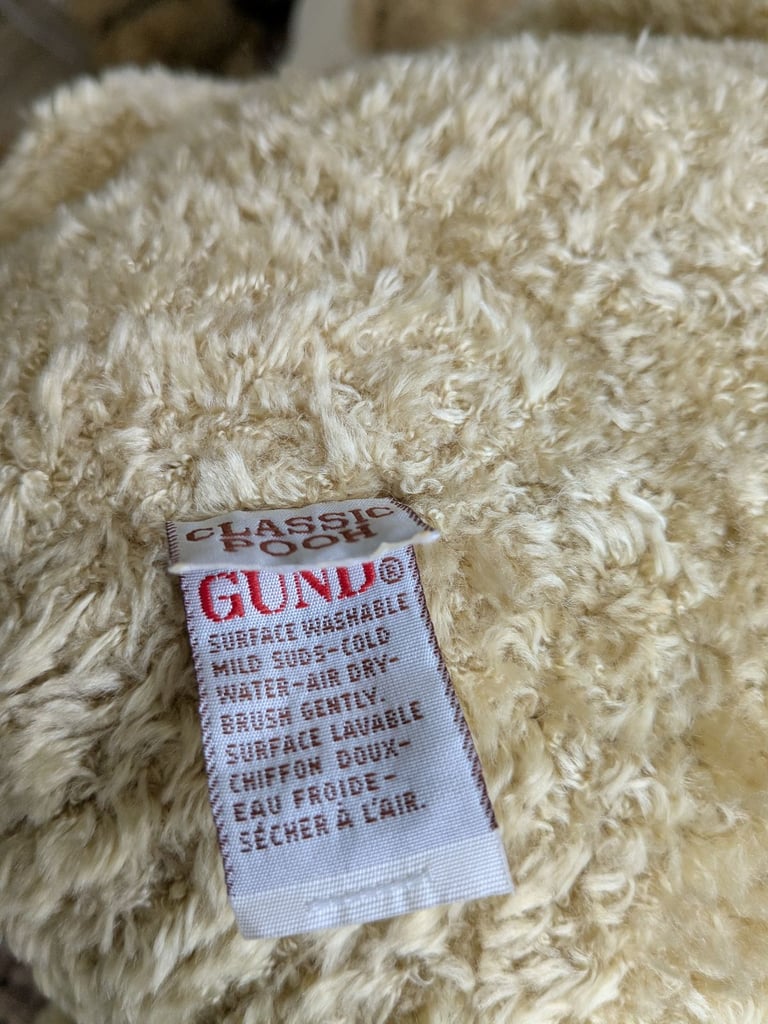 CLASSIC
POOH
GUND®
SURFACE WASHABLE
MILD SUDS-COLD
WATER-AIR DRY-
BRUSH GENTLY.
SURFACE LAVABLE
CHIFFON DOUX-
EAU FROIDE-
SÉCHER À L'AIR.